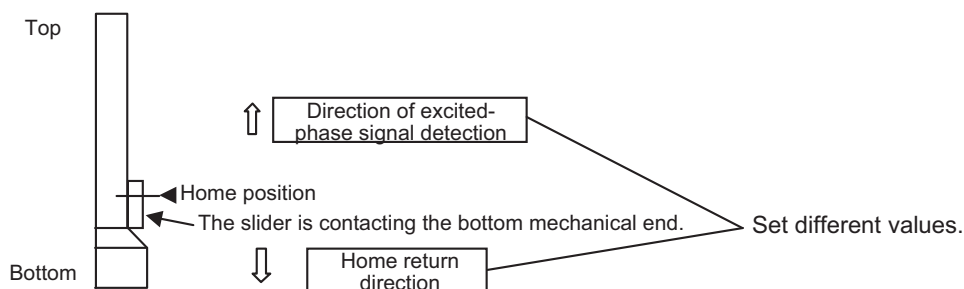 Top
Direction of excited-
phase signal detection
Home position
The slider is contacting the bottom mechanical end.
Set different values.
Bottom
Home return
direction